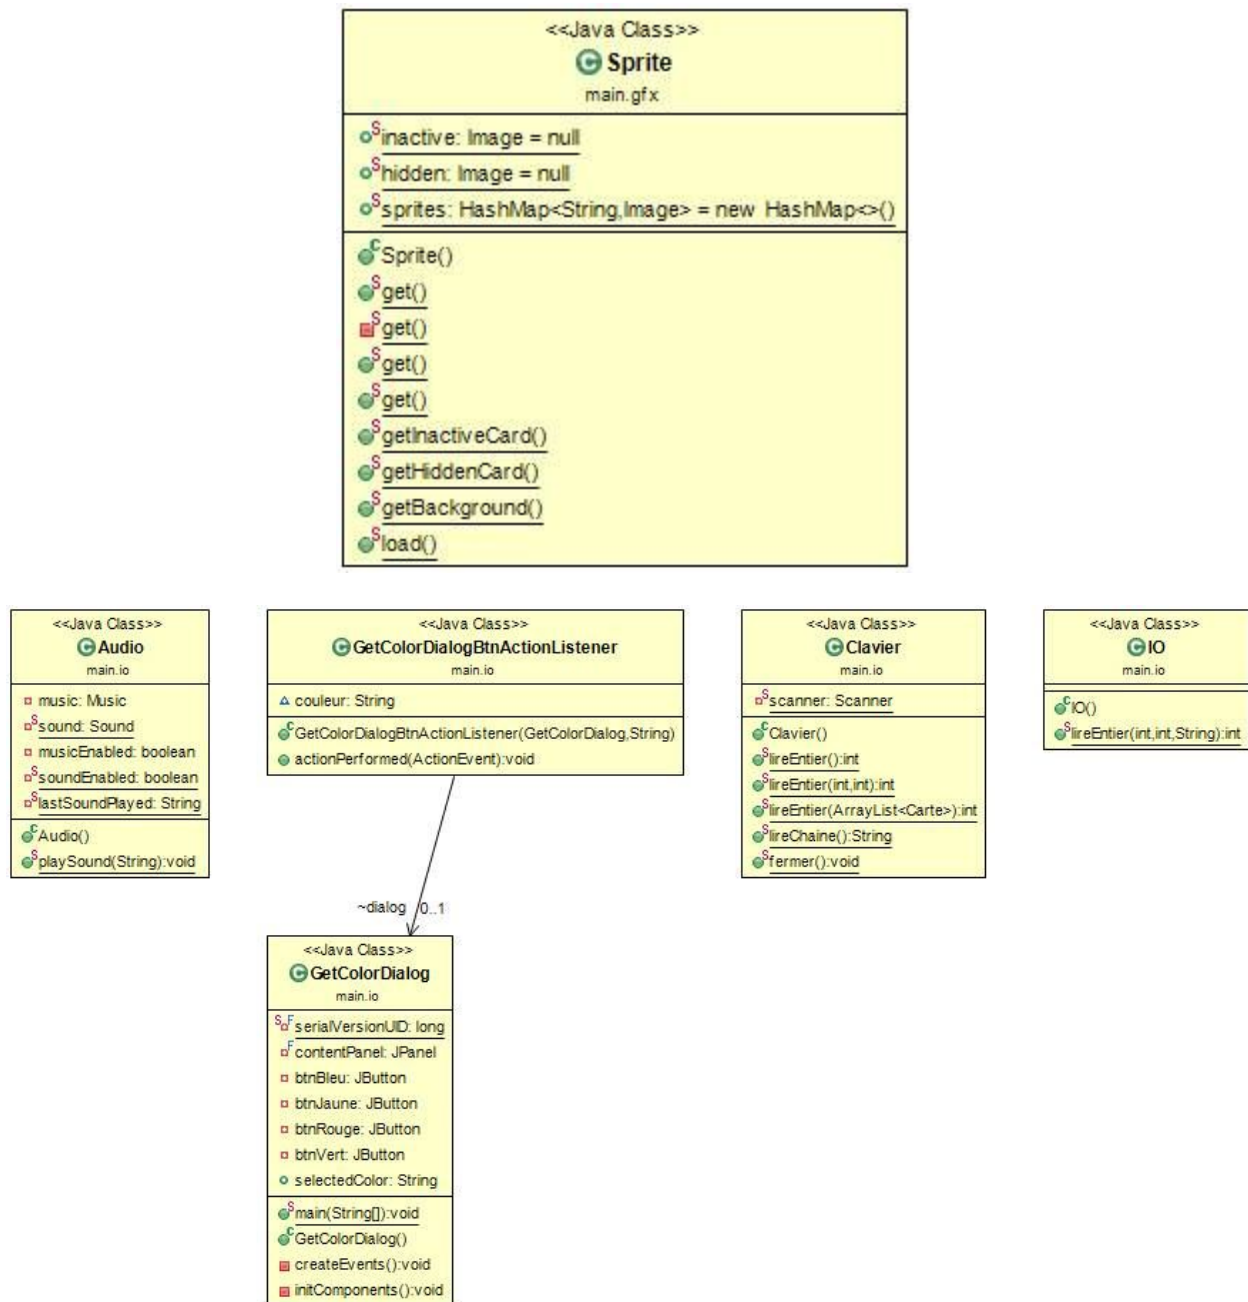 <<Java Class>>
Sprite
main.gfx
inactive: Image = null
hidden: Image = null
sprites: HashMap<String,Image> = new HashMap<>()
Sprite()
get()
get()
get()
get()
getInactiveCard()
getHiddenCard()
getBackground()
load()
<<Java Class>>
Audio
main.io
music: Music
sound: Sound
musicEnabled: boolean
soundEnabled: boolean
lastSoundPlayed: String
Audio()
playSound(String):void
<<Java Class>>
GetColorDialogBtnActionListener
main.io
couleur: String
GetColorDialogBtnActionListener(GetColorDialog,String)
actionPerformed(ActionEvent):void
<<Java Class>>
Clavier
main.io
scanner: Scanner
Clavier()
lireEntier():int
lireEntier(int,int):int
lireEntier(ArrayList<Carte>):int
lireChaine():String
fermer():void
<<Java Class>>
IO
main.io
IO()
lireEntier(int,int,String):int
~dialog 0..1
<<Java Class>>
GetColorDialog
main.io
serialVersionUID: long
contentPanel: JPanel
btnBleu: JButton
btnJaune: JButton
btnRouge: JButton
btnVert: JButton
selectedColor: String
main(String[]):void
GetColorDialog()
createEvents():void
initComponents():void